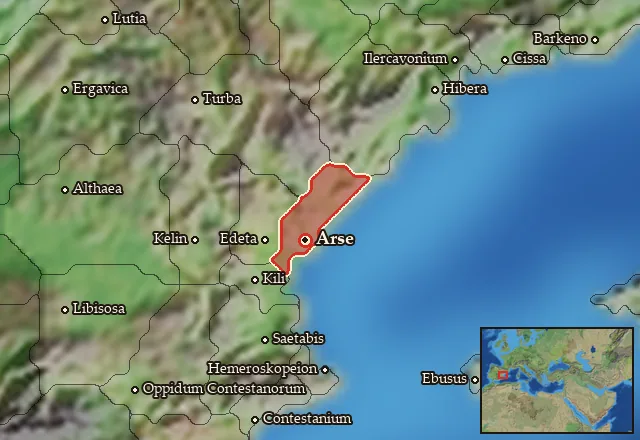 Lutia
Barkeno
Ilercavonium
Cissa
Ergavica
Hibera
Turba
Althaea
Kelin
Edeta
Arse
Kili
Libisosa
Saetabis
Hemeroskopeion
Ebusus
Oppidum Contestanorum
Contestanium